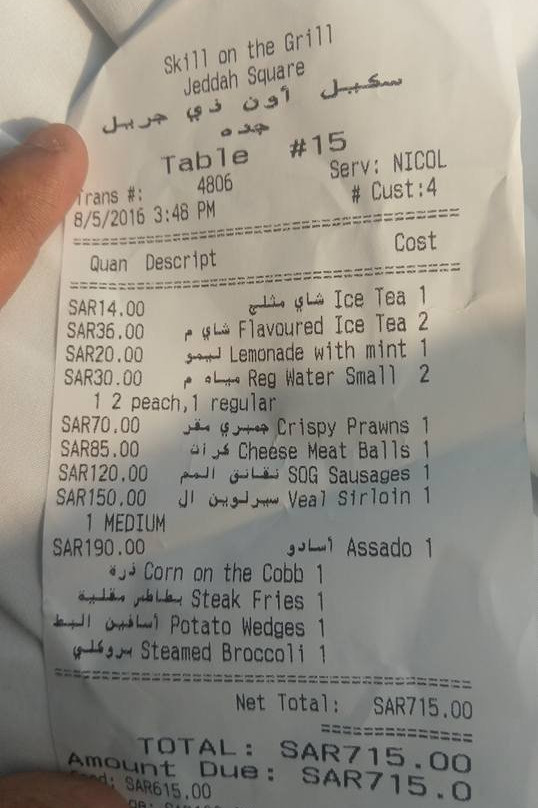 Skill on the Grill
Jeddah Square
سكيل أون ذي جريل
جده
Table #15
Trans #: 4806 Serv: NICOL
8/5/2016 3:48 PM # Cust:4
Quan Descript Cost
SAR14.00 شاي مثلج Ice Tea 1
SAR36.00 شاي م Flavoured Ice Tea 2
SAR20.00 ليمو Lemonade with mint 1
SAR30.00 مياه م Reg Water Small 2
1 2 peach,1 regular
SAR70.00 جمبري مقر Crispy Prawns 1
SAR85.00 كرات Cheese Meat Balls 1
SAR120.00 نقانق الم SOG Sausages 1
SAR150.00 سيرلوين ال Veal Sirloin 1
1 MEDIUM
SAR190.00 أسادو Assado 1
ذرة Corn on the Cobb 1
بطاطر مقلية Steak Fries 1
أسافين البط Potato Wedges 1
بروكلي Steamed Broccoli 1
Net Total: SAR715.00
TOTAL: SAR715.00
Amount Due: SAR715.0
Food: SAR615.00